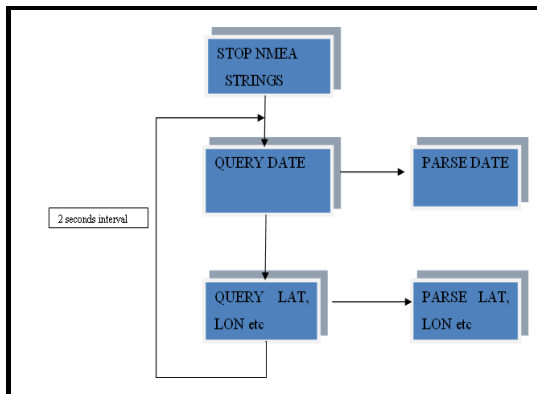 STOP NMEA
STRINGS
QUERY DATE
PARSE DATE
2 seconds interval
QUERY LAT,
LON etc
PARSE LAT,
LON etc